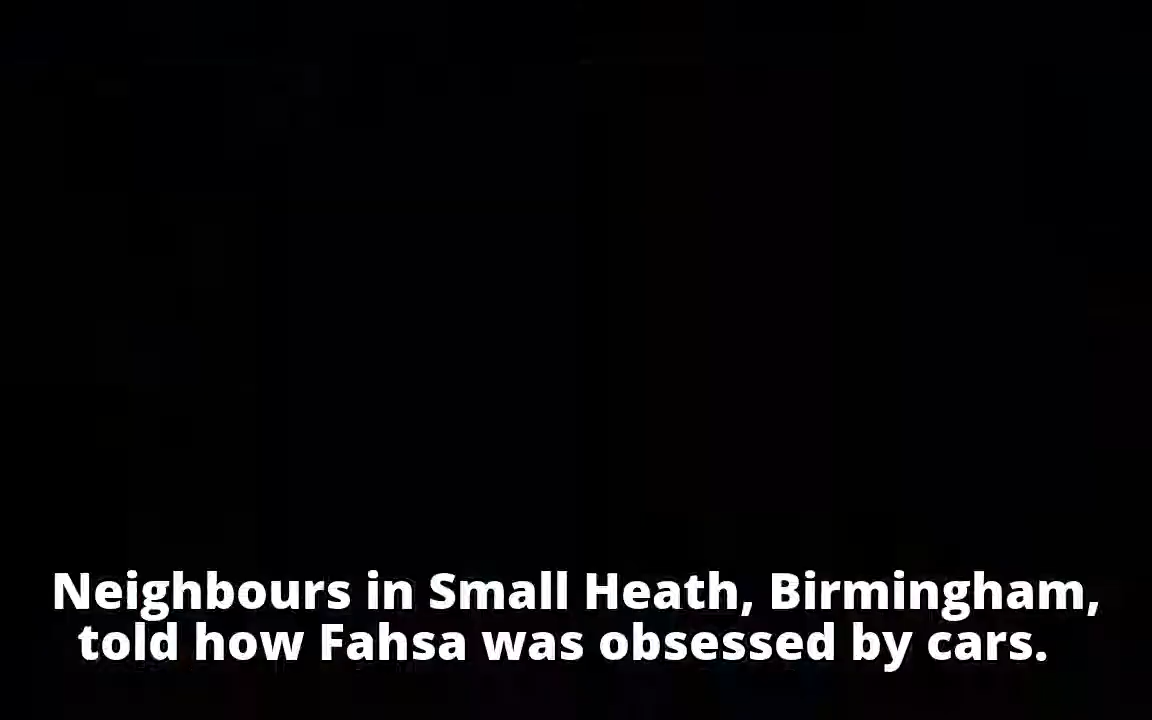 Neighbours in Small Heath, Birmingham,
told how Fahsa was obsessed by cars.